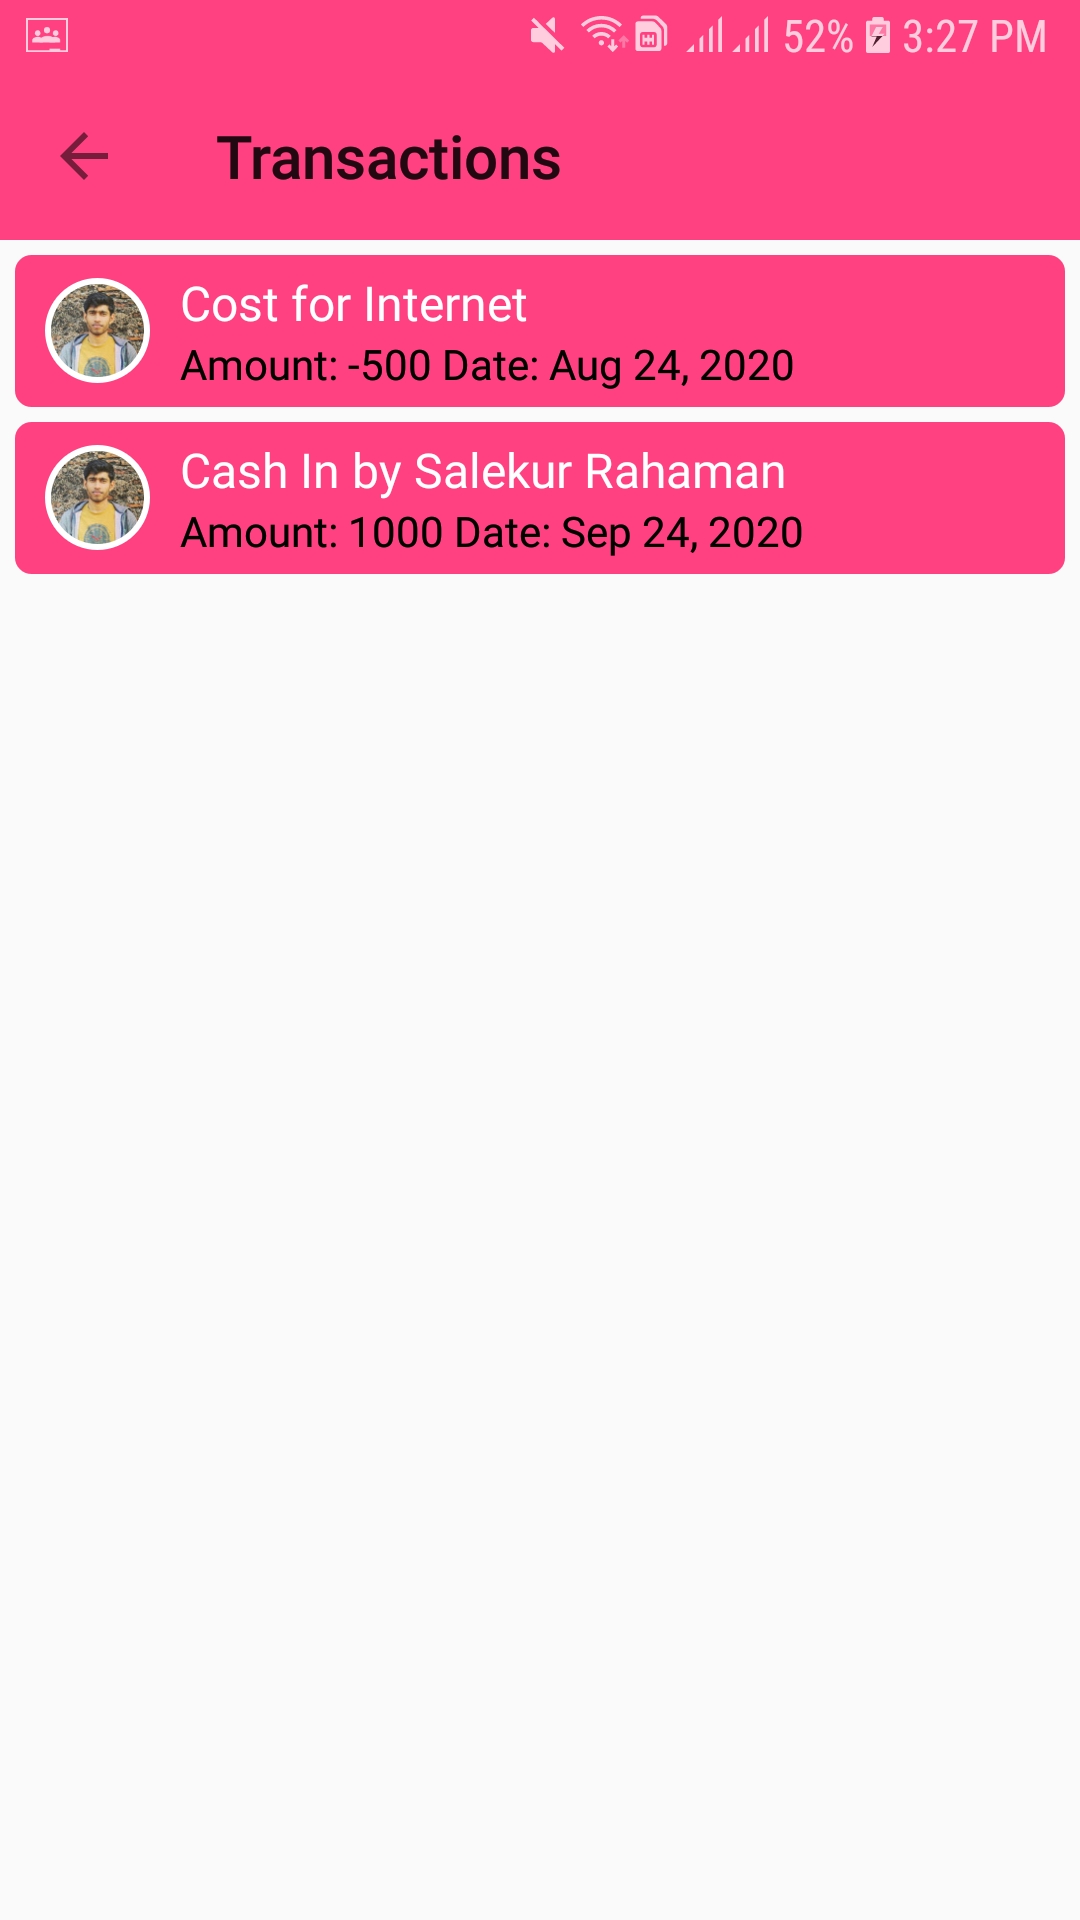 52% 3:27 PM
Transactions
Cost for Internet
Amount: -500 Date: Aug 24, 2020
Cash In by Salekur Rahaman
Amount: 1000 Date: Sep 24, 2020